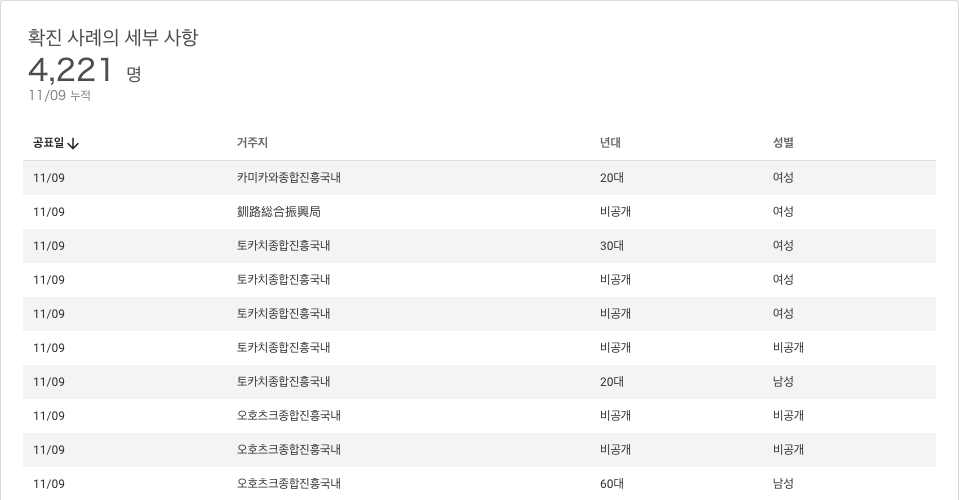 확진 사례의 세부 사항
4,221 명
11/09 누적
공표일↓ 거주지 년대 성별
11/09 카미카와종합진흥국내 20대 여성
11/09 釧路総合振興局 비공개 여성
11/09 토카치종합진흥국내 30대 여성
11/09 토카치종합진흥국내 비공개 여성
11/09 토카치종합진흥국내 비공개 여성
11/09 토카치종합진흥국내 비공개 비공개
11/09 토카치종합진흥국내 20대 남성
11/09 오호츠크종합진흥국내 비공개 비공개
11/09 오호츠크종합진흥국내 비공개 비공개
11/09 오호츠크종합진흥국내 60대 남성